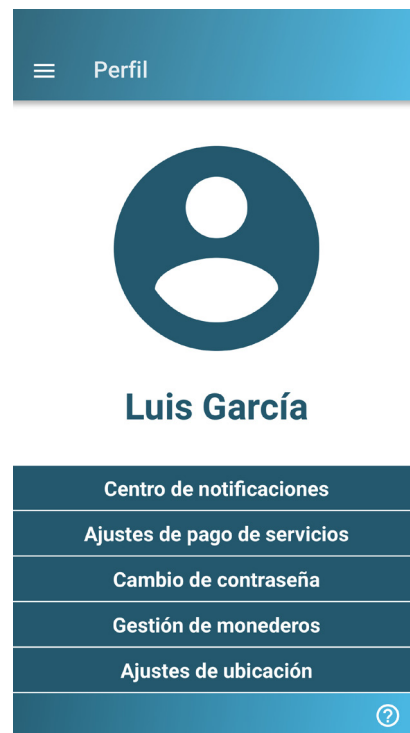 Perfil
Luis García
Centro de notificaciones
Ajustes de pago de servicios
Cambio de contraseña
Gestión de monederos
Ajustes de ubicación
?